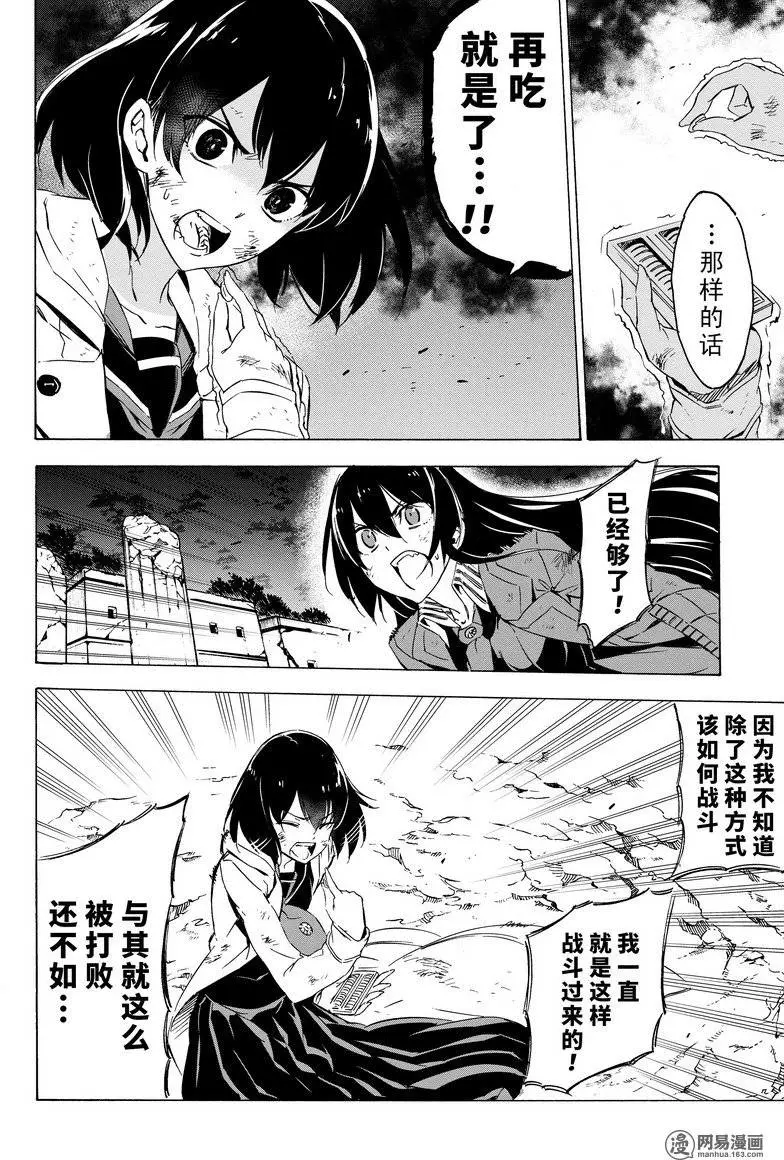 …那样的话
再吃
就是了…!!
已经够了!
因为我不知道
除了这种方式
该如何战斗
我一直
就是这样
战斗过来的!
与其就这么
被打败
还不如…
漫 网易漫画
manhua.163.com